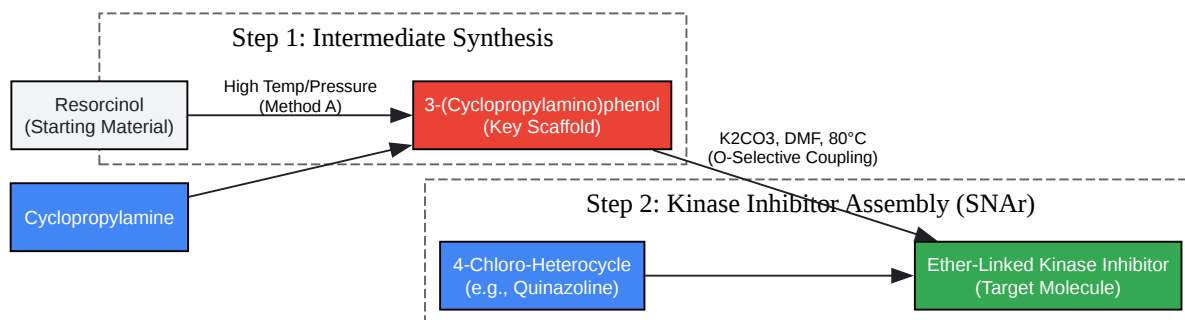 Step 1: Intermediate Synthesis
Resorcinol
(Starting Material)
High Temp/Pressure
(Method A)
3-(Cyclopropylamino)phenol
(Key Scaffold)
Cyclopropylamine
K2CO3, DMF, 80°C
(O-Selective Coupling)
Step 2: Kinase Inhibitor Assembly (SNAr)
4-Chloro-Heterocycle
(e.g., Quinazoline)
Ether-Linked Kinase Inhibitor
(Target Molecule)